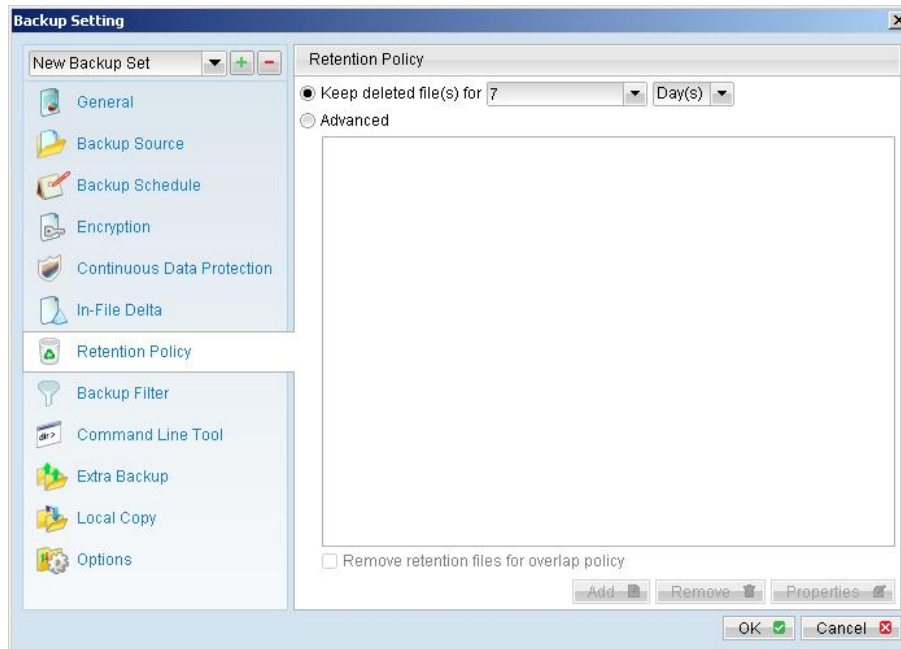 Backup Setting
New Backup Set
General
Backup Source
Backup Schedule
Encryption
Continuous Data Protection
In-File Delta
Retention Policy
Backup Filter
dir>
Command Line Tool
Extra Backup
Local Copy
Options
Retention Policy
Keep deleted file(s) for 7 Day(s)
Advanced
Remove retention files for overlap policy
Add Remove Properties
OK Cancel